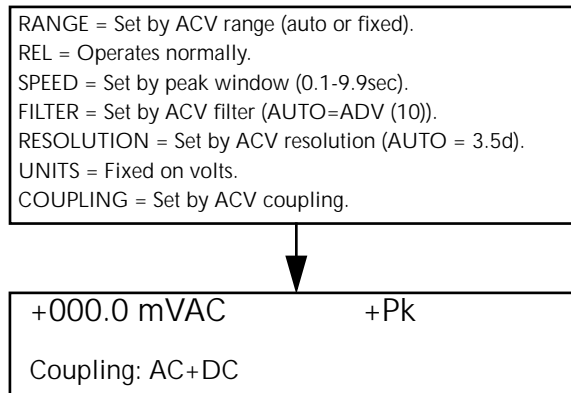 RANGE = Set by ACV range (auto or fixed).
REL = Operates normally.
SPEED = Set by peak window (0.1-9.9sec).
FILTER = Set by ACV filter (AUTO=ADV (10)).
RESOLUTION = Set by ACV resolution (AUTO = 3.5d).
UNITS = Fixed on volts.
COUPLING = Set by ACV coupling.
+000.0 mVAC +Pk
Coupling: AC+DC